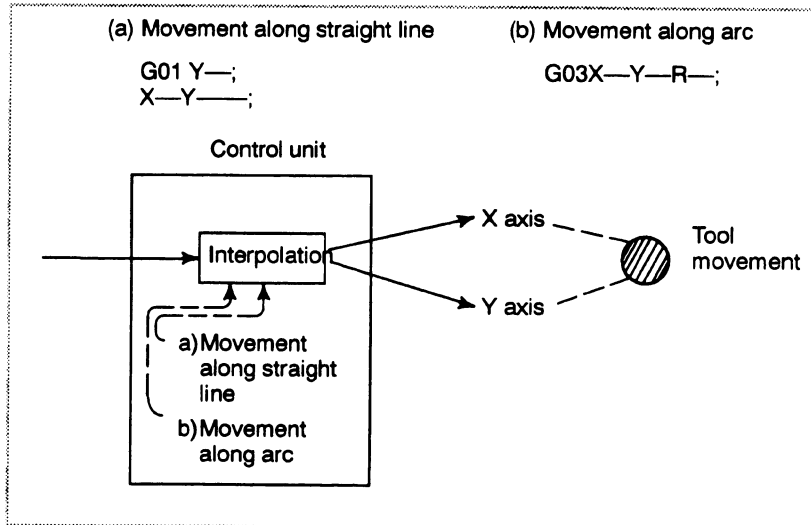 (a) Movement along straight line
G01 Y—;
X—Y——;
(b) Movement along arc
G03X—Y—R—;
Control unit
Interpolation
X axis
Y axis
Tool
movement
a)Movement
along straight
line
b)Movement
along arc